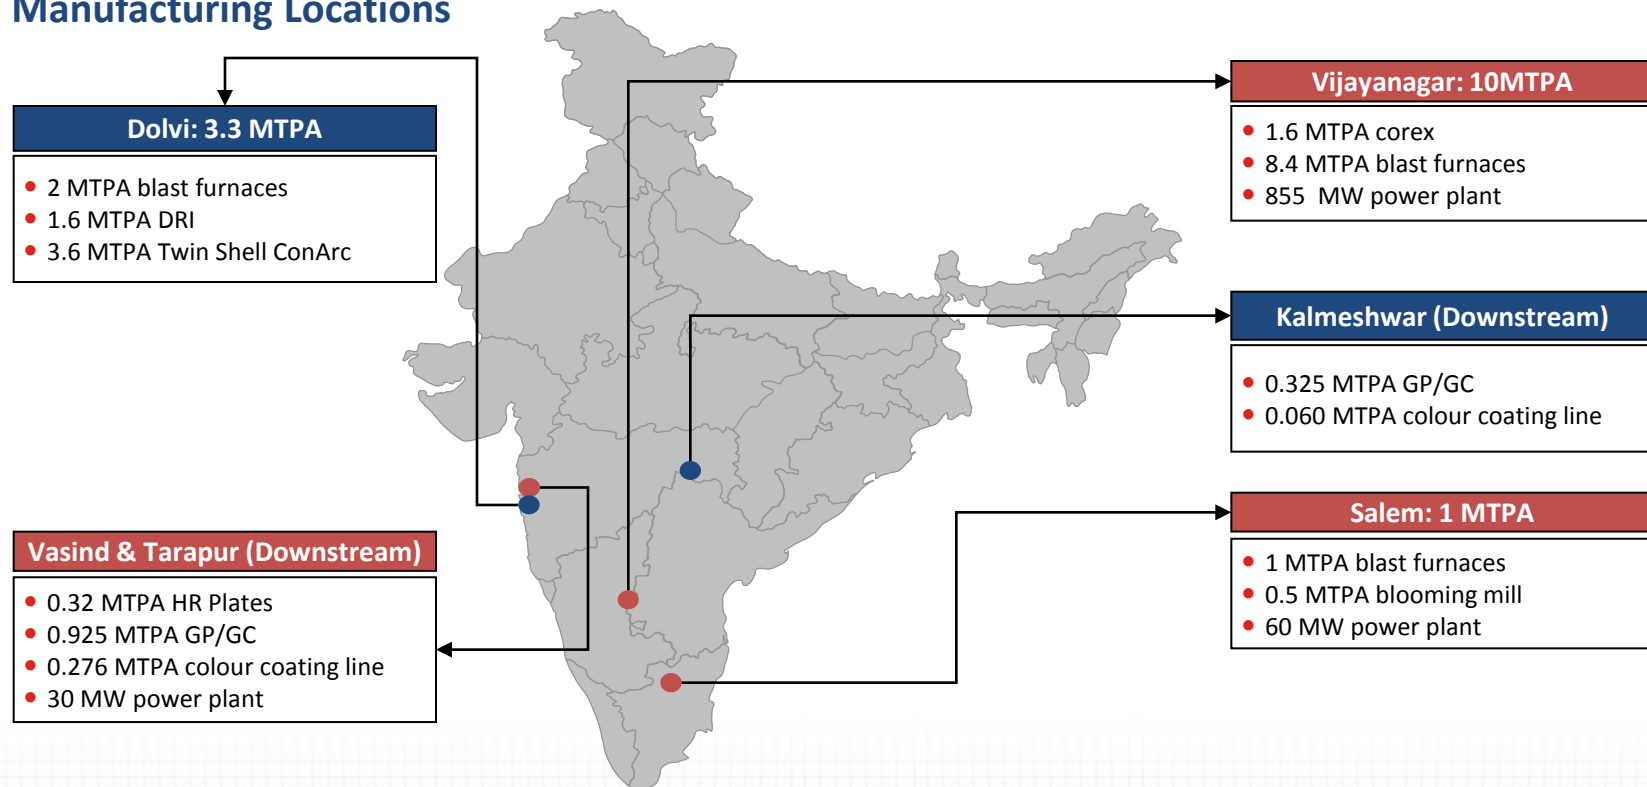 Manufacturing Locations
Dolvi: 3.3 MTPA
• 2 MTPA blast furnaces
• 1.6 MTPA DRI
• 3.6 MTPA Twin Shell ConArc
Vasind & Tarapur (Downstream)
• 0.32 MTPA HR Plates
• 0.925 MTPA GP/GC
• 0.276 MTPA colour coating line
• 30 MW power plant
Vijayanagar: 10MTPA
• 1.6 MTPA corex
• 8.4 MTPA blast furnaces
• 855 MW power plant
Kalmeshwar (Downstream)
• 0.325 MTPA GP/GC
• 0.060 MTPA colour coating line
Salem: 1 MTPA
• 1 MTPA blast furnaces
• 0.5 MTPA blooming mill
• 60 MW power plant